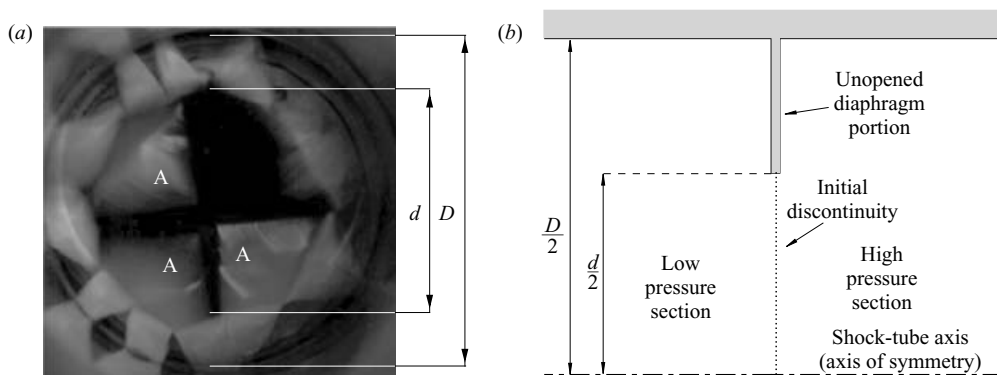 (a)
A
A
A
d
D
(b)
Unopened
diaphragm
portion
Initial
discontinuity
D
2
d
2
Low
pressure
section
High
pressure
section
Shock-tube axis
(axis of symmetry)